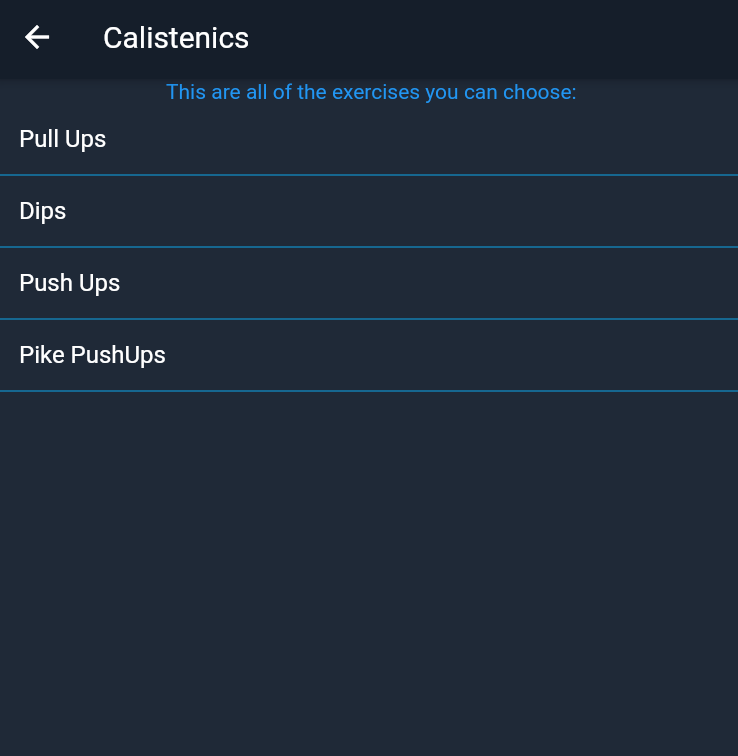 Calistenics
This are all of the exercises you can choose:
Pull Ups
Dips
Push Ups
Pike PushUps